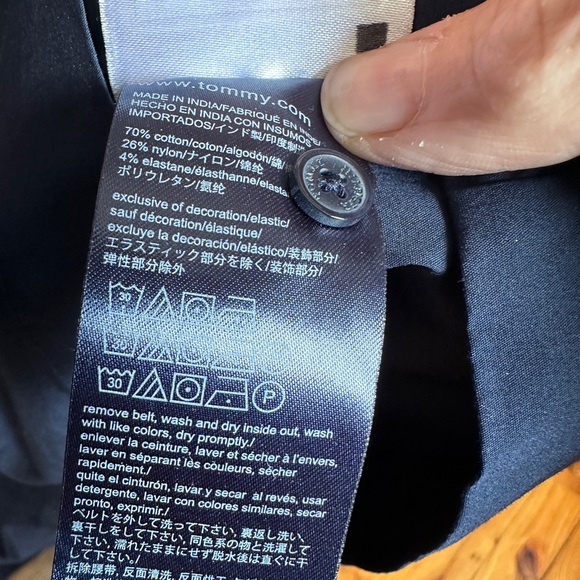 www.tommy.com
MADE IN INDIA/FABRIQUÉ EN
HECHO EN INDIA CON INSUMOS
IMPORTADOS/インド製/印度制
70% cotton/coton/algodón/綿/
26% nylon/ナイロン/锦纶
4% elastane/élasthanne/elasta
ポリウレタン/氨纶
exclusive of decoration/elastic/
sauf décoration/élastique/
excluye la decoración/elástico/装飾部分/
エラスティック部分を除く/装饰部分/
弹性部分除外
30
30
30 P
remove belt, wash and dry inside out, wash
with like colors, dry promptly./
enlever la ceinture, laver et sécher à l'envers,
laver en séparant les couleurs, sécher
rapidement./
quite el cinturón, lavar y secar al revés, usar
detergente, lavar con colores similares, secar
pronto, exprimir./
ベルトを外して洗って下さい, 裏返し洗い,
裏干しをして下さい, 同色系の物と洗濯して
下さい, 濡れたままにせず脱水後は直ぐに干
して下さい./
拆除腰带, 反面清洗, 反面烘干,